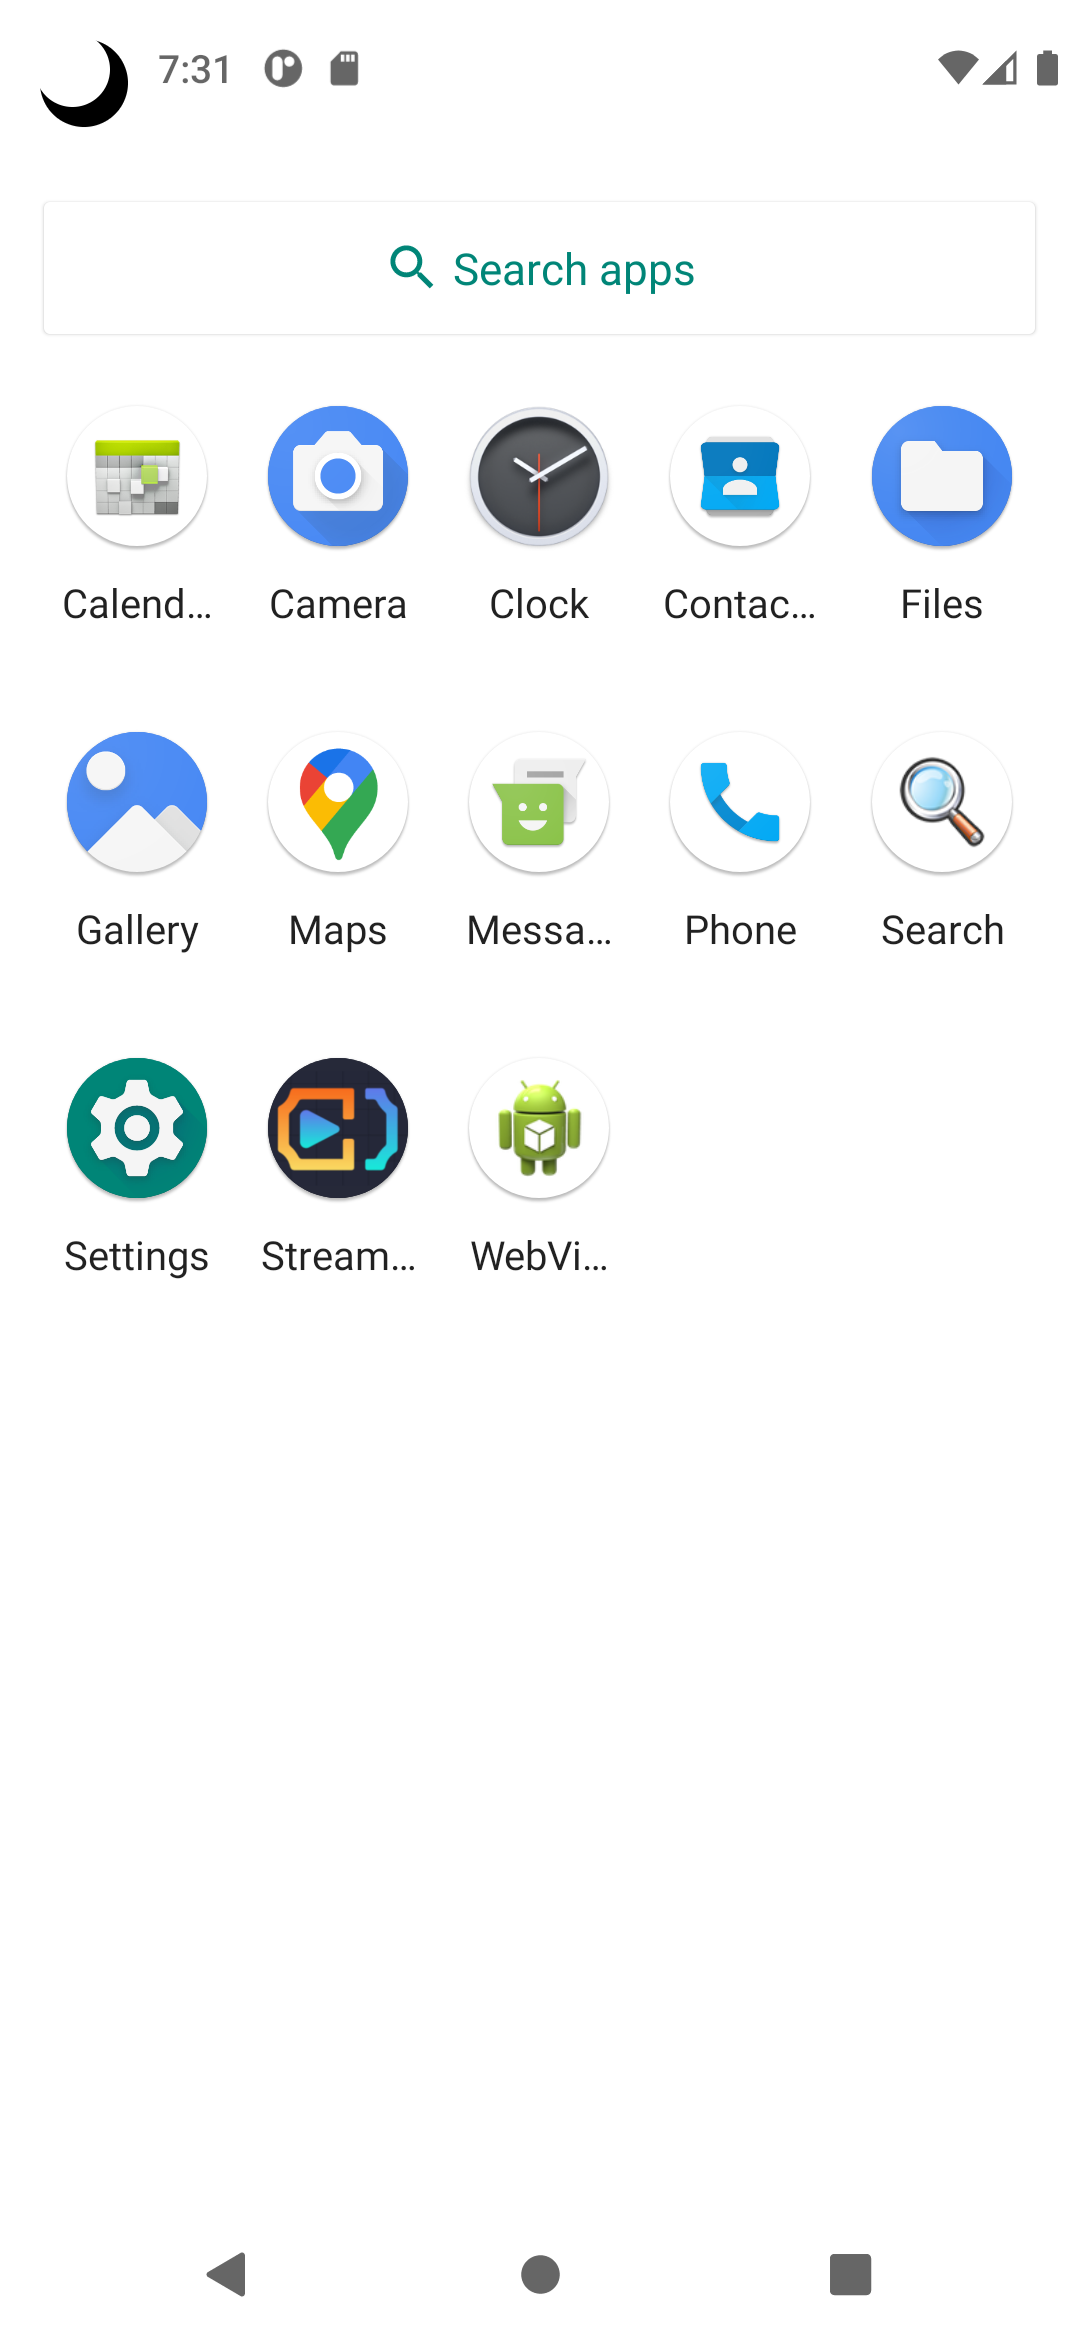 7:31
Search apps
Calend… Camera Clock Contac… Files
Gallery Maps Messa… Phone Search
Settings Stream… WebVi…